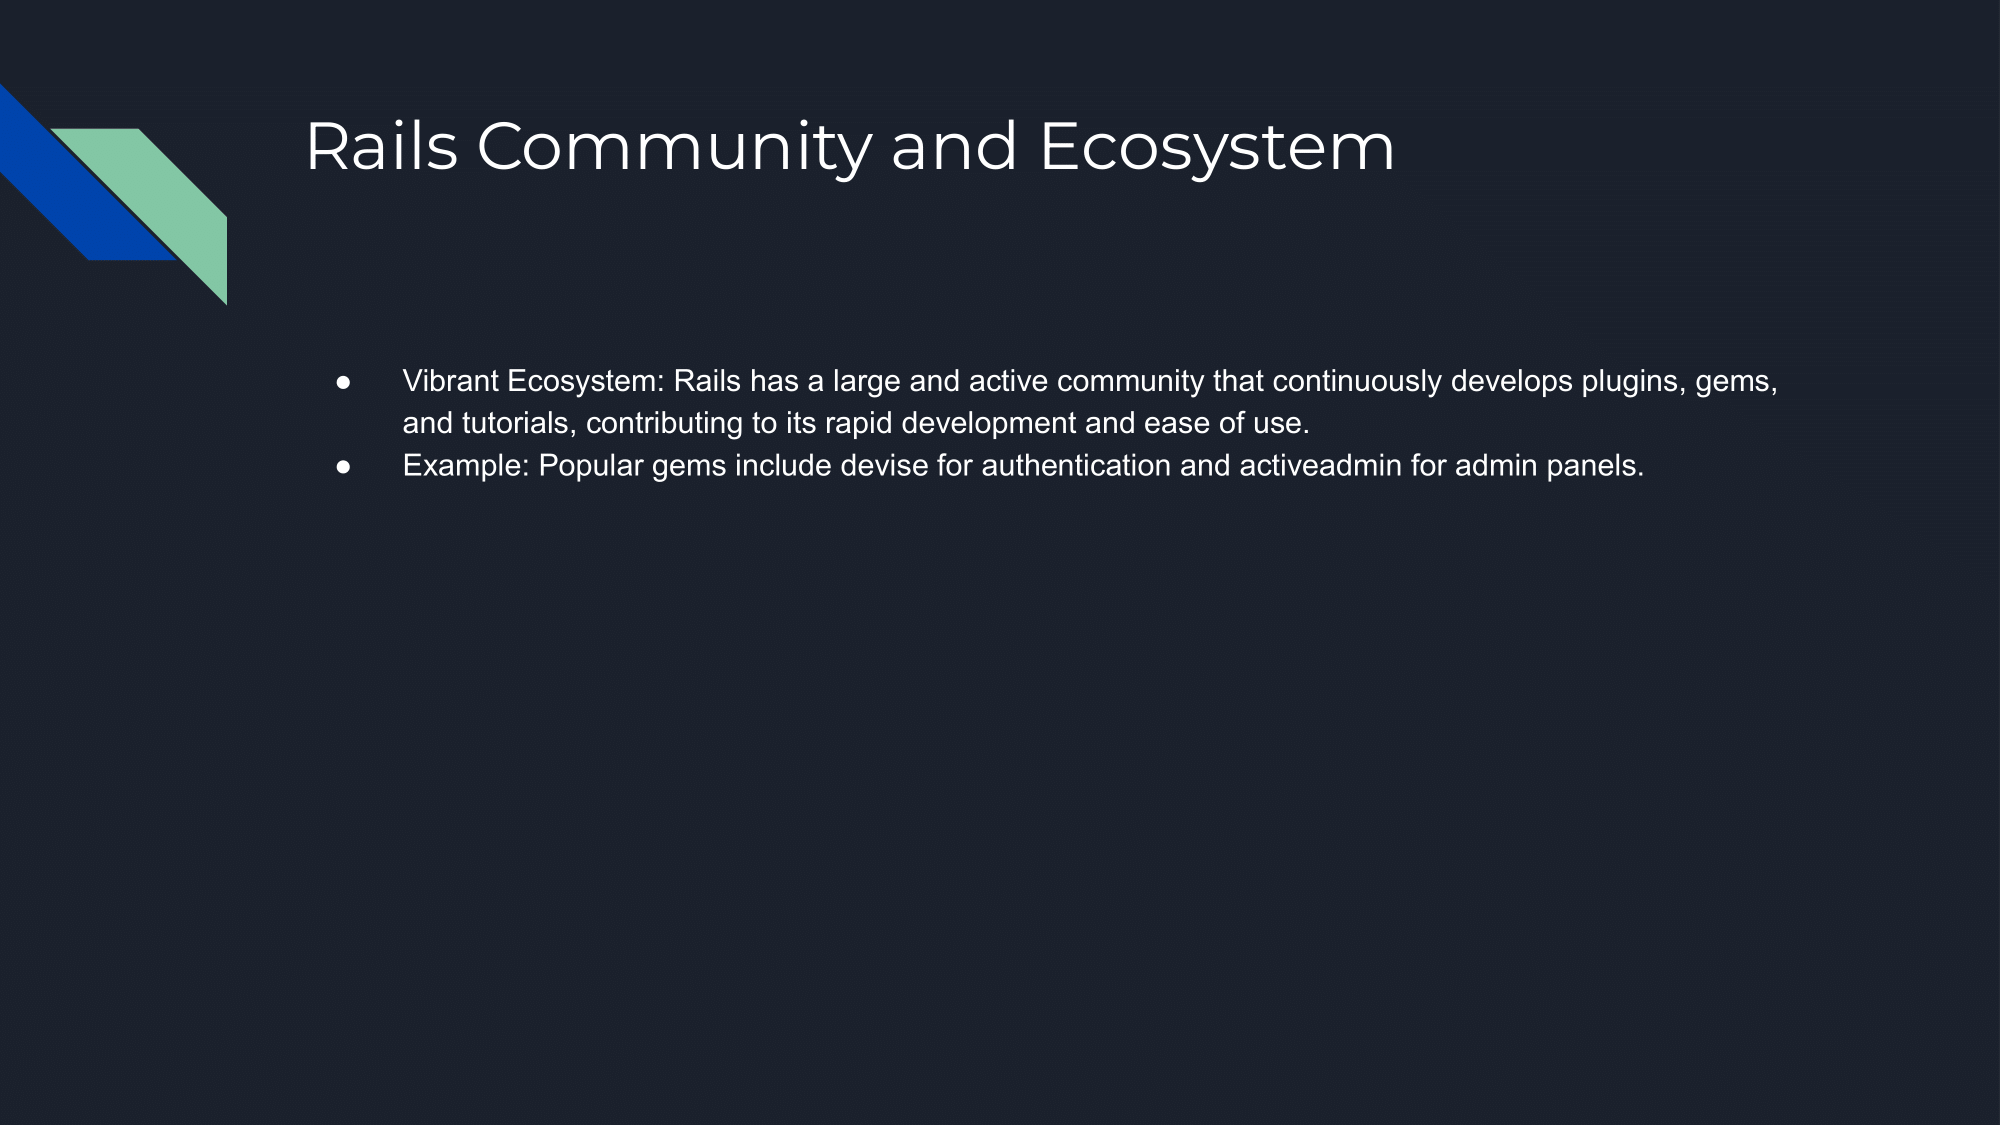 Rails Community and Ecosystem
● Vibrant Ecosystem: Rails has a large and active community that continuously develops plugins, gems,
and tutorials, contributing to its rapid development and ease of use.
● Example: Popular gems include devise for authentication and activeadmin for admin panels.